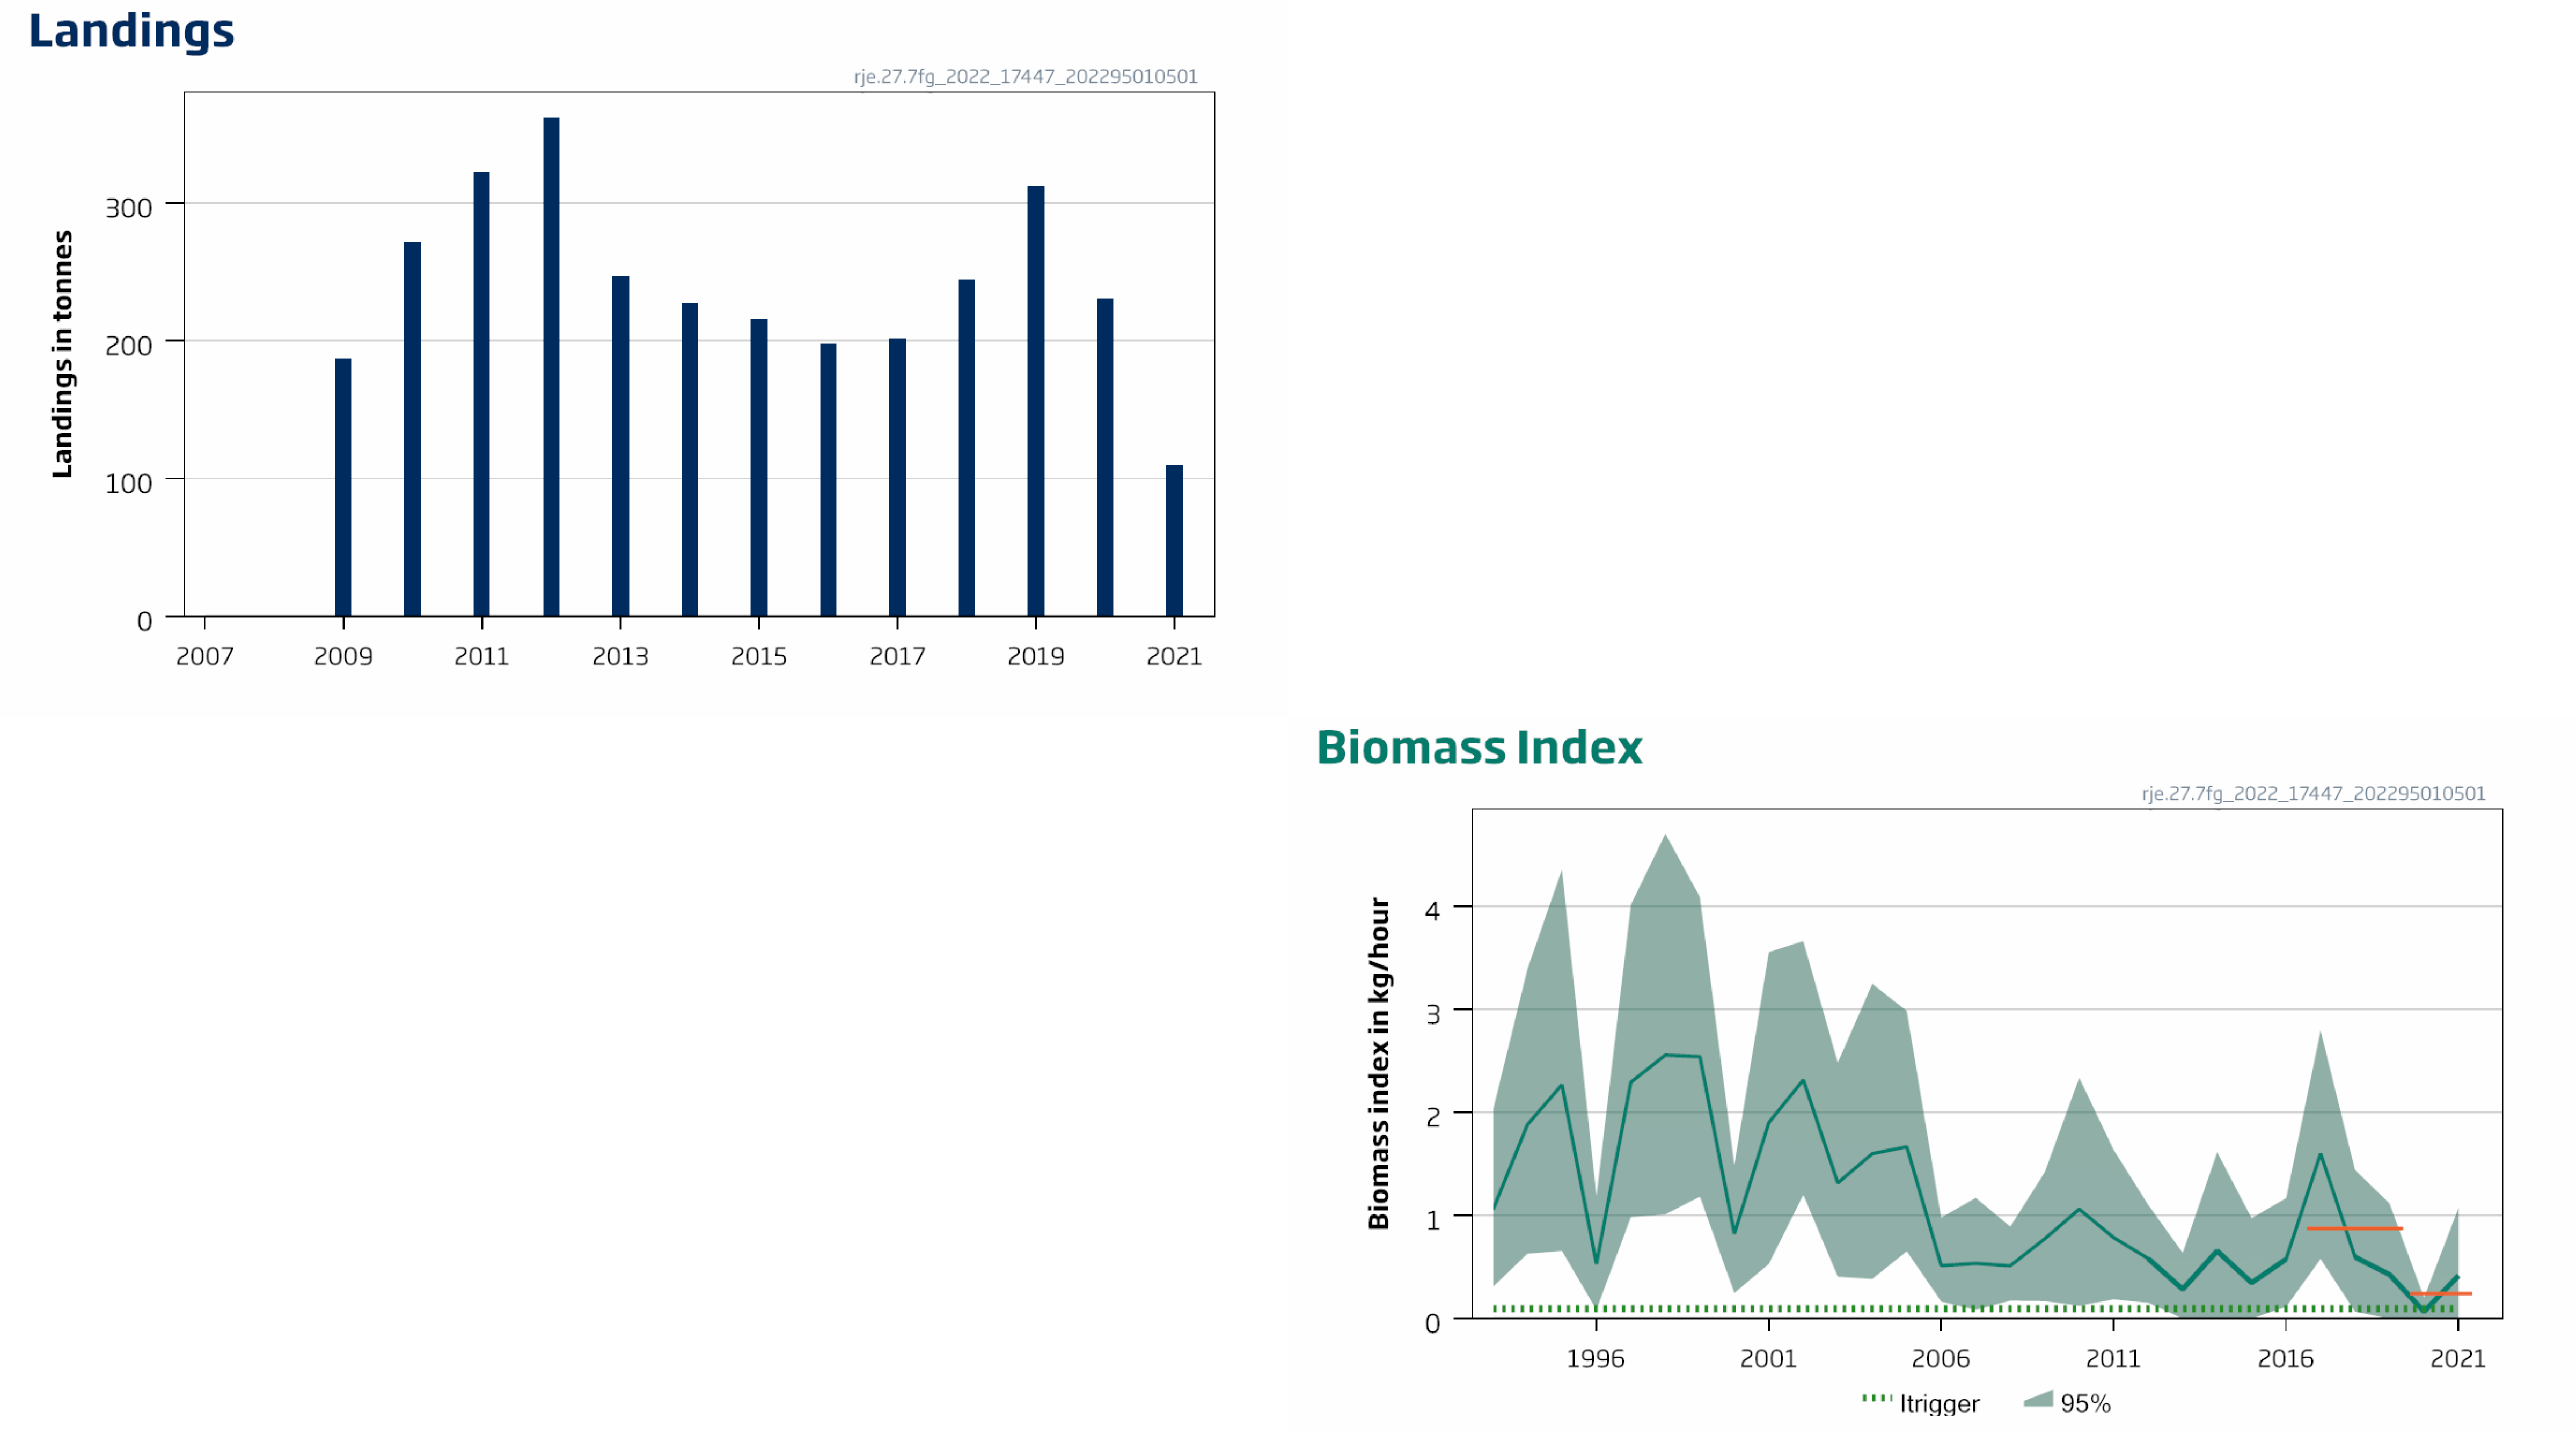 Landings
rje.27.7fg_2022_17447_202295010501
Landings in tonnes
300
200
100
0
2007 2009 2011 2013 2015 2017 2019 2021
Biomass Index
rje.27.7fg_2022_17447_202295010501
Biomass index in kg/hour
4
3
2
1
0
1996 2001 2006 2011 2016 2021
Itrigger 95%